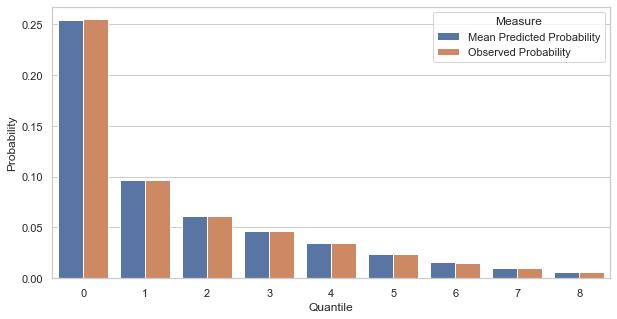 Measure
Mean Predicted Probability
Observed Probability
Probability
0.25
0.20
0.15
0.10
0.05
0.00
0 1 2 3 4 5 6 7 8
Quantile